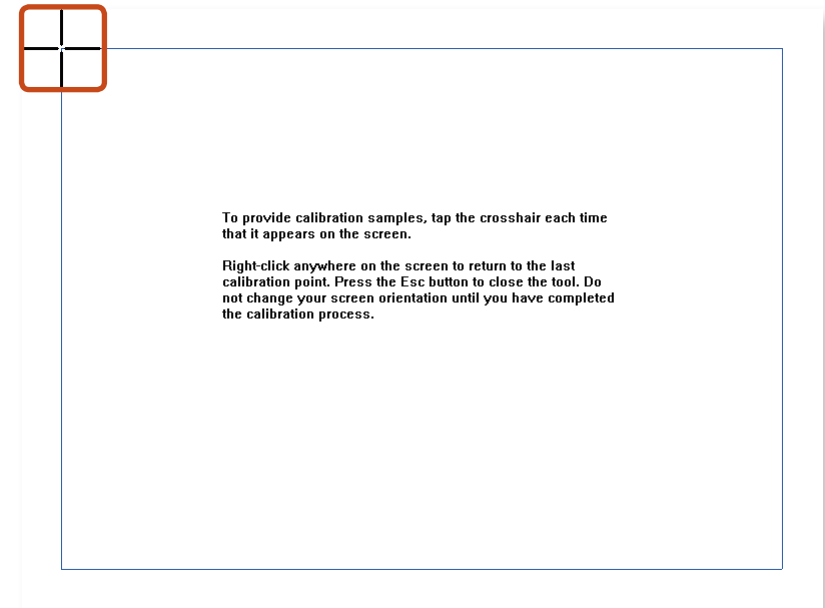 To provide calibration samples, tap the crosshair each time
that it appears on the screen.
Right-click anywhere on the screen to return to the last
calibration point. Press the Esc button to close the tool. Do
not change your screen orientation until you have completed
the calibration process.